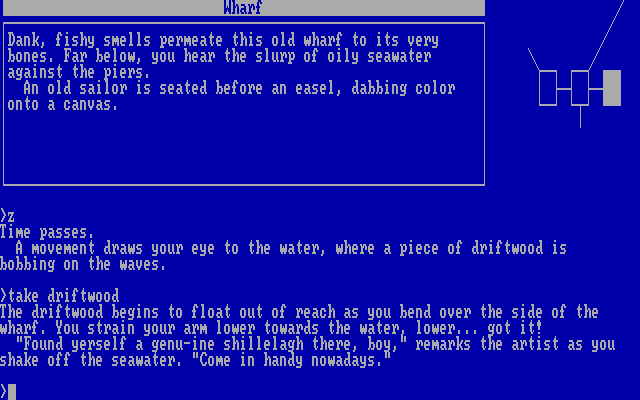 Wharf
Dank, fishy smells permeate this old wharf to its very
bones. Far below, you hear the slurp of oily seawater
against the piers.
An old sailor is seated before an easel, dabbing color
onto a canvas.
>z
Time passes.
A movement draws your eye to the water, where a piece of driftwood is
bobbing on the waves.
>take driftwood
The driftwood begins to float out of reach as you bend over the side of the
wharf. You strain your arm lower towards the water, lower... got it!
"Found yerself a genu-ine shillelagh there, boy," remarks the artist as you
shake off the seawater. "Come in handy nowadays."
>